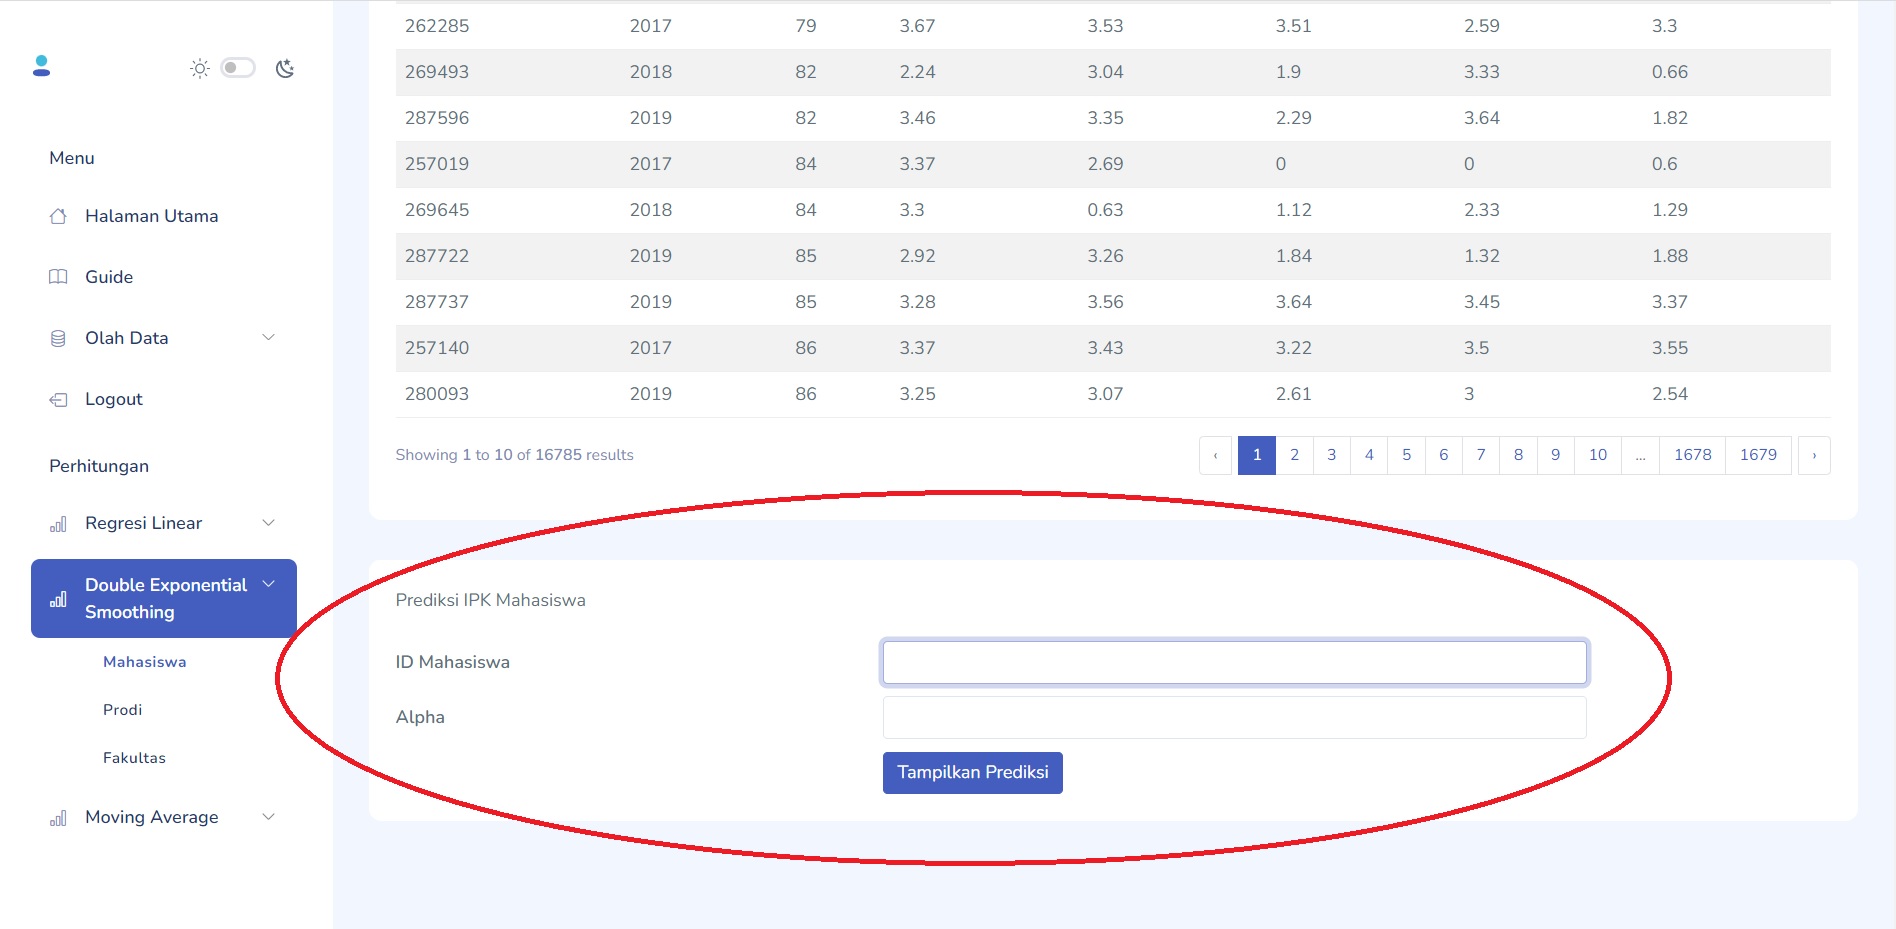 Menu
Halaman Utama
Guide
Olah Data
Logout
Perhitungan
Regresi Linear
Double Exponential
Smoothing
Mahasiswa
Prodi
Fakultas
Moving Average
262285 2017 79 3.67 3.53 3.51 2.59 3.3
269493 2018 82 2.24 3.04 1.9 3.33 0.66
287596 2019 82 3.46 3.35 2.29 3.64 1.82
257019 2017 84 3.37 2.69 0 0 0.6
269645 2018 84 3.3 0.63 1.12 2.33 1.29
287722 2019 85 2.92 3.26 1.84 1.32 1.88
287737 2019 85 3.28 3.56 3.64 3.45 3.37
257140 2017 86 3.37 3.43 3.22 3.5 3.55
280093 2019 86 3.25 3.07 2.61 3 2.54
Showing 1 to 10 of 16785 results ‹ 1 2 3 4 5 6 7 8 9 10 ... 1678 1679 ›
Prediksi IPK Mahasiswa
ID Mahasiswa
Alpha
Tampilkan Prediksi